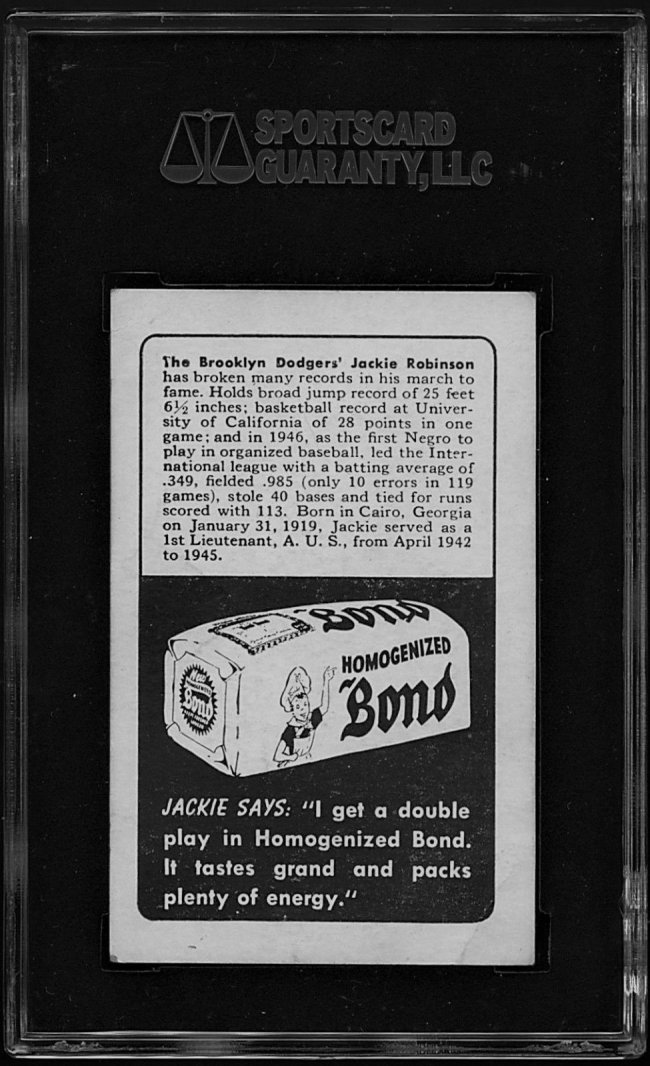 SPORTSCARD
GUARANTY, LLC
The Brooklyn Dodgers' Jackie Robinson
has broken many records in his march to
fame. Holds broad jump record of 25 feet
6½ inches; basketball record at Univer-
sity of California of 28 points in one
game; and in 1946, as the first Negro to
play in organized baseball, led the Inter-
national league with a batting average of
.349, fielded .985 (only 10 errors in 119
games), stole 40 bases and tied for runs
scored with 113. Born in Cairo, Georgia
on January 31, 1919, Jackie served as a
1st Lieutenant, A. U. S., from April 1942
to 1945.
Bond
HOMOGENIZED
Bond
New
Bond
JACKIE SAYS: "I get a double
play in Homogenized Bond.
It tastes grand and packs
plenty of energy."